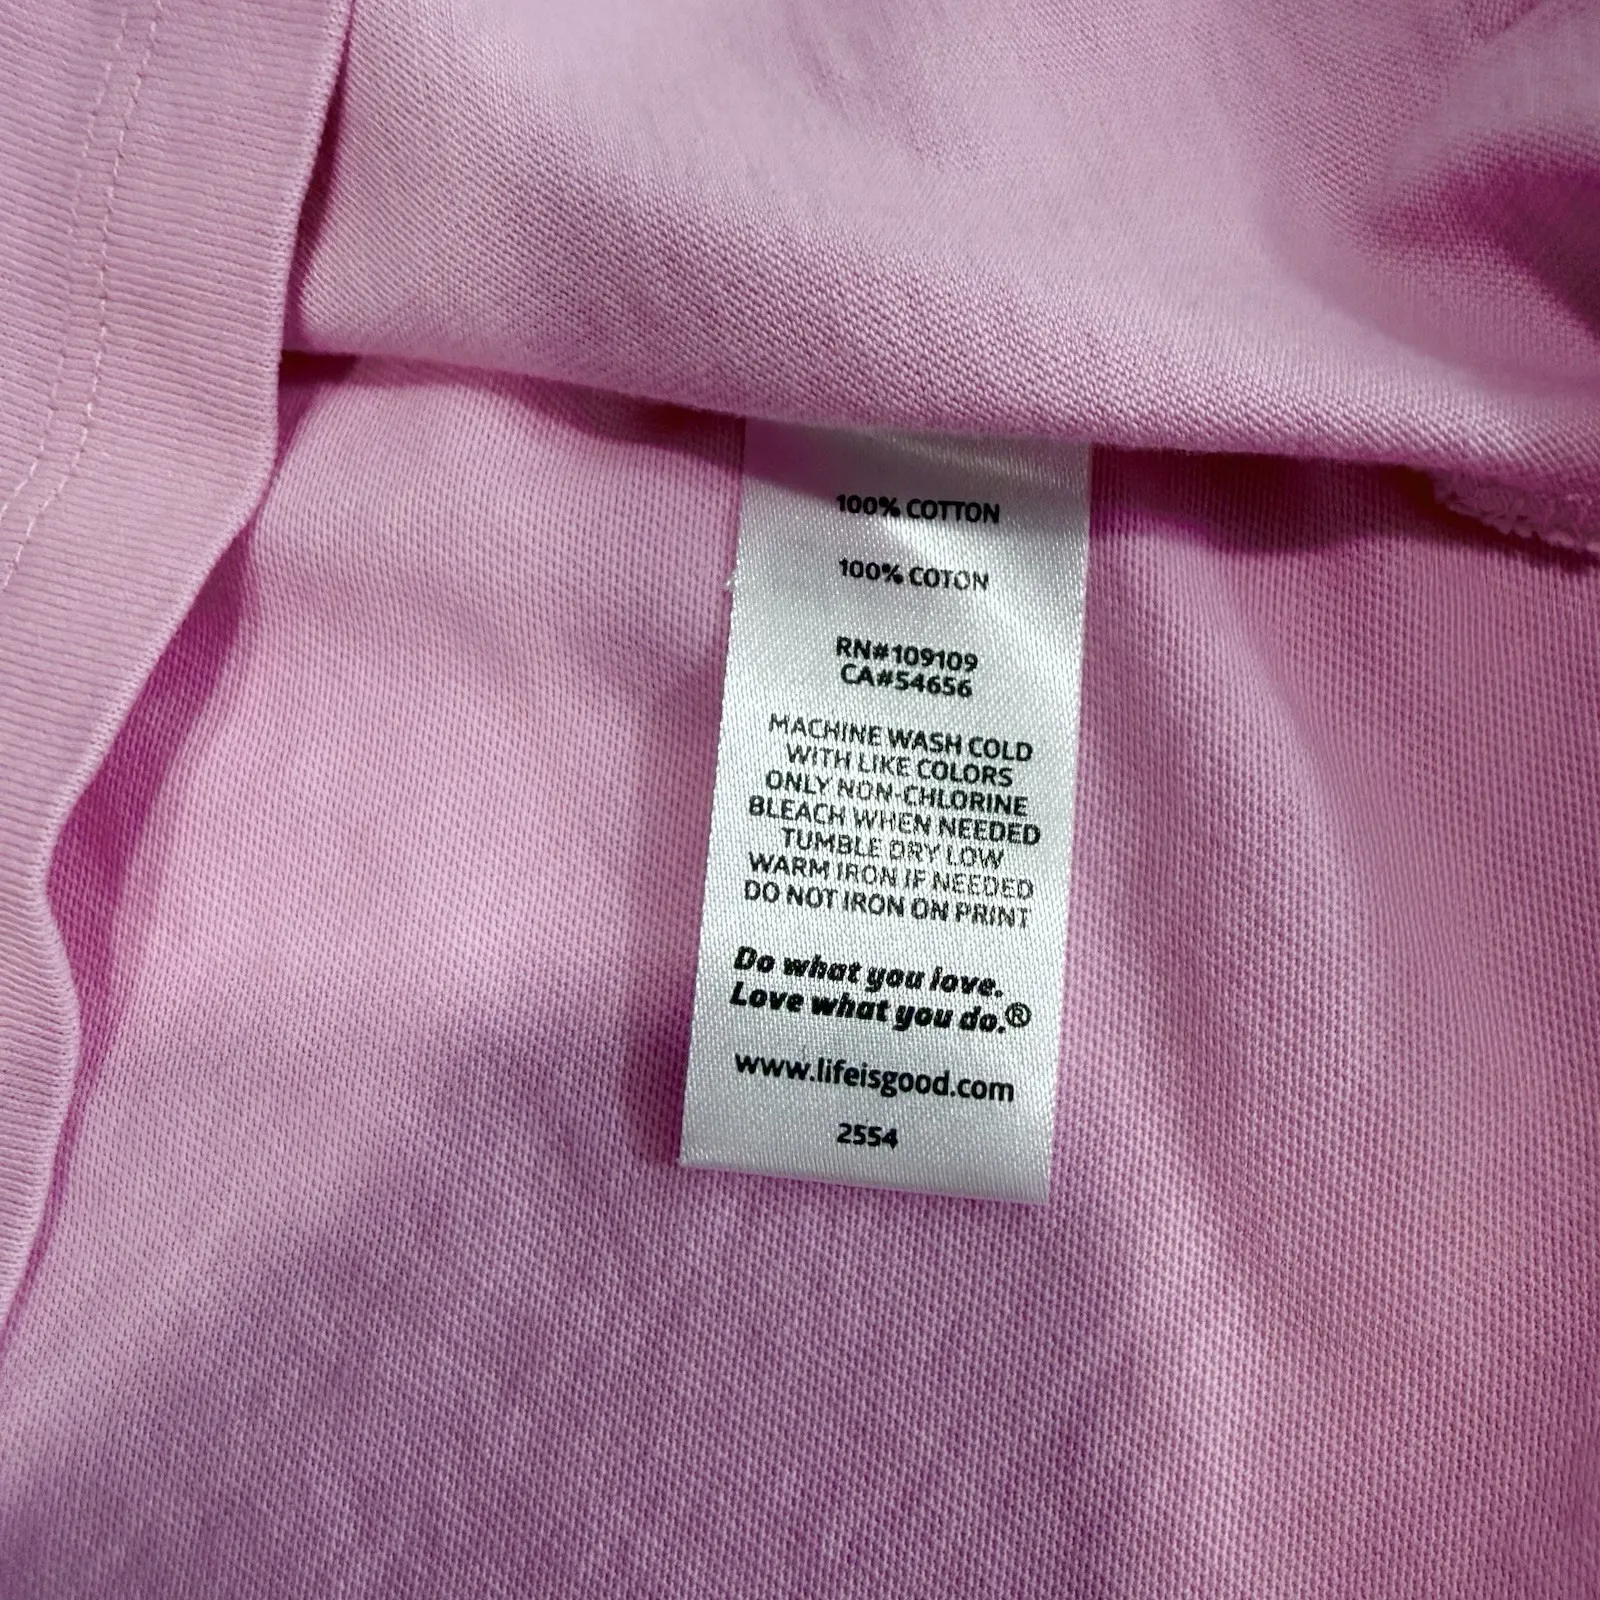 100% COTTON
100% COTON
RN#109109
CA#54656
MACHINE WASH COLD
WITH LIKE COLORS
ONLY NON-CHLORINE
BLEACH WHEN NEEDED
TUMBLE DRY LOW
WARM IRON IF NEEDED
DO NOT IRON ON PRINT
Do what you love.
Love what you do.®
www.lifeisgood.com
2554